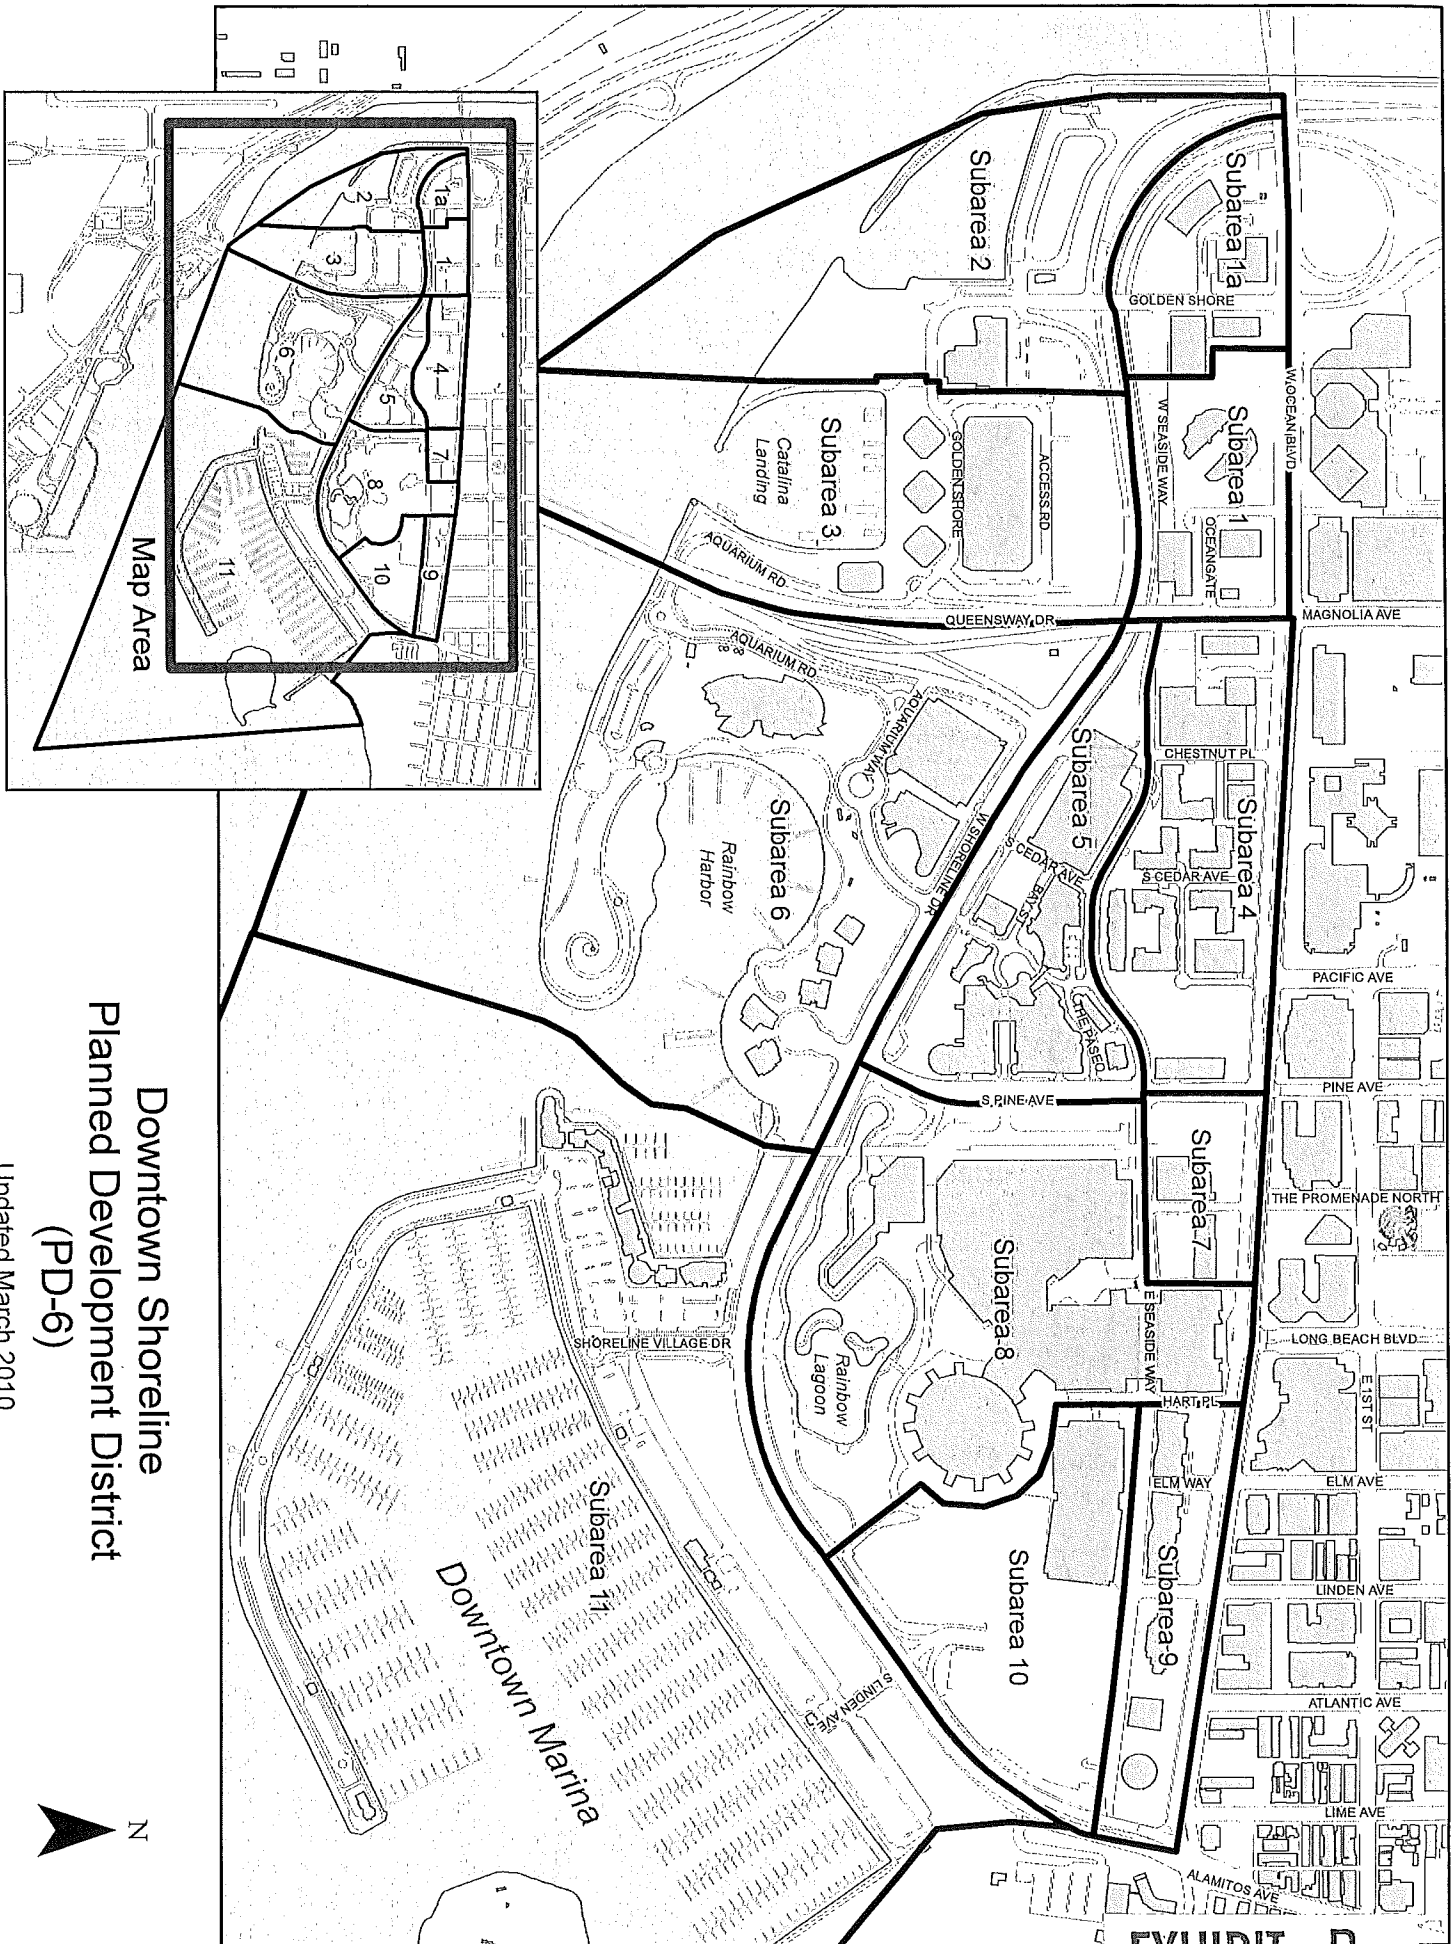 Subarea 1a
GOLDEN SHORE
Subarea 2
W OCEAN BLVD
Subarea 1
W SEASIDE WAY
OCEANGATE
MAGNOLIA AVE
Subarea 3
Catalina
Landing
GOLDENSHORE
ACCESS RD
AQUARIUM RD
QUEENSWAY DR
AQUARIUM RD
AQUARIUM WAY
Subarea 4
CHESTNUT PL
S CEDAR AVE
PACIFIC AVE
Subarea 5
S CEDAR AVE
BAY ST
THE PASEO
W SHORELINE DR
Subarea 6
Rainbow
Harbor
PINE AVE
S PINE AVE
Subarea 7
THE PROMENADE NORTH
Subarea 8
E SEASIDE WAY
LONG BEACH BLVD
E 1ST ST
HART PL
Rainbow
Lagoon
SHORELINE VILLAGE DR
ELM AVE
ELM WAY
Subarea 9
LINDEN AVE
Subarea 10
ATLANTIC AVE
S LINDEN AVE
LIME AVE
ALAMITOS AVE
Subarea 11
Downtown Marina
1a
1
2
3
4
5
6
7
8
9
10
11
Map Area
Downtown Shoreline
Planned Development District
(PD-6)
Updated March 2010
N
EXHIBIT